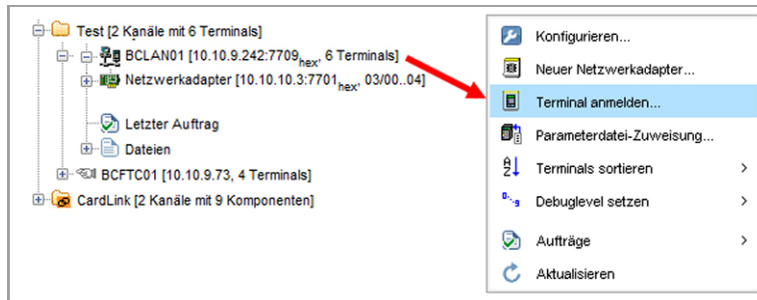 Test [2 Kanäle mit 6 Terminals]
BCLAN01 [10.10.9.242:7709hex, 6 Terminals]
Netzwerkadapter [10.10.10.3:7701hex, 03/00..04]
Letzter Auftrag
Dateien
BCFTC01 [10.10.9.73, 4 Terminals]
CardLink [2 Kanäle mit 9 Komponenten]
Konfigurieren...
Neuer Netzwerkadapter...
Terminal anmelden...
Parameterdatei-Zuweisung...
Terminals sortieren
Debuglevel setzen
Aufträge
Aktualisieren